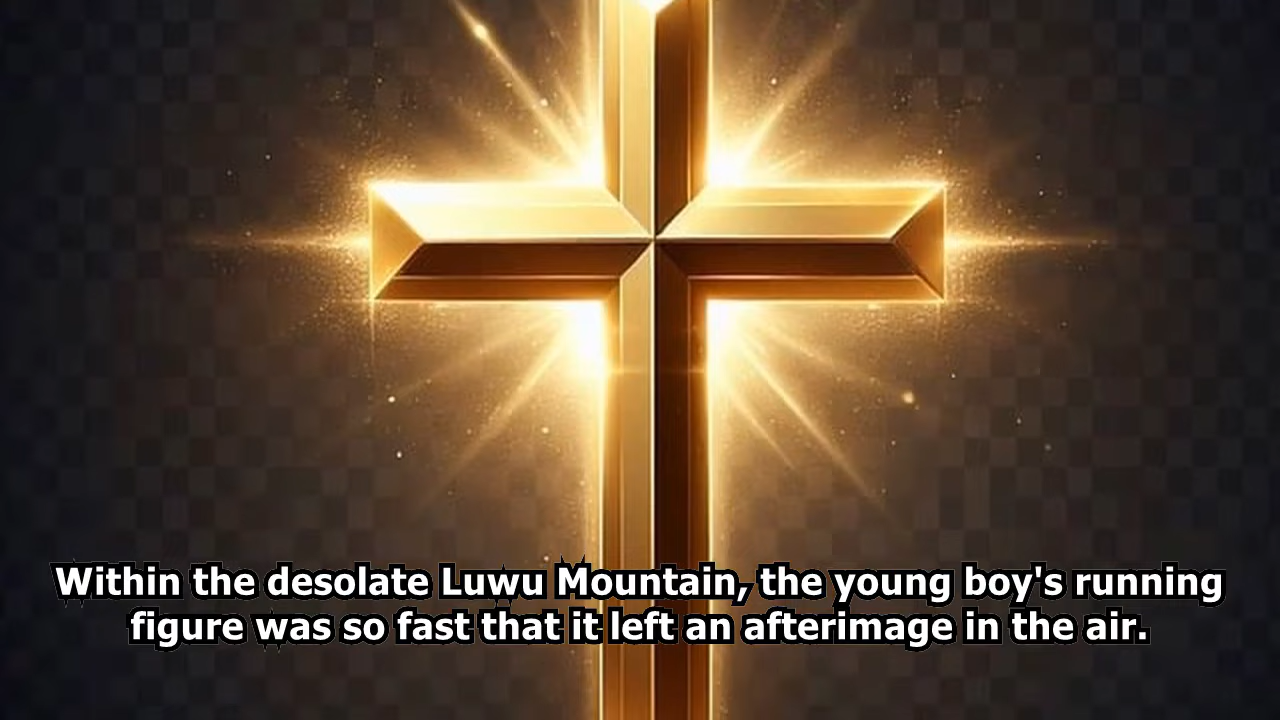 Within the desolate Luwu Mountain, the young boy's running
figure was so fast that it left an afterimage in the air.